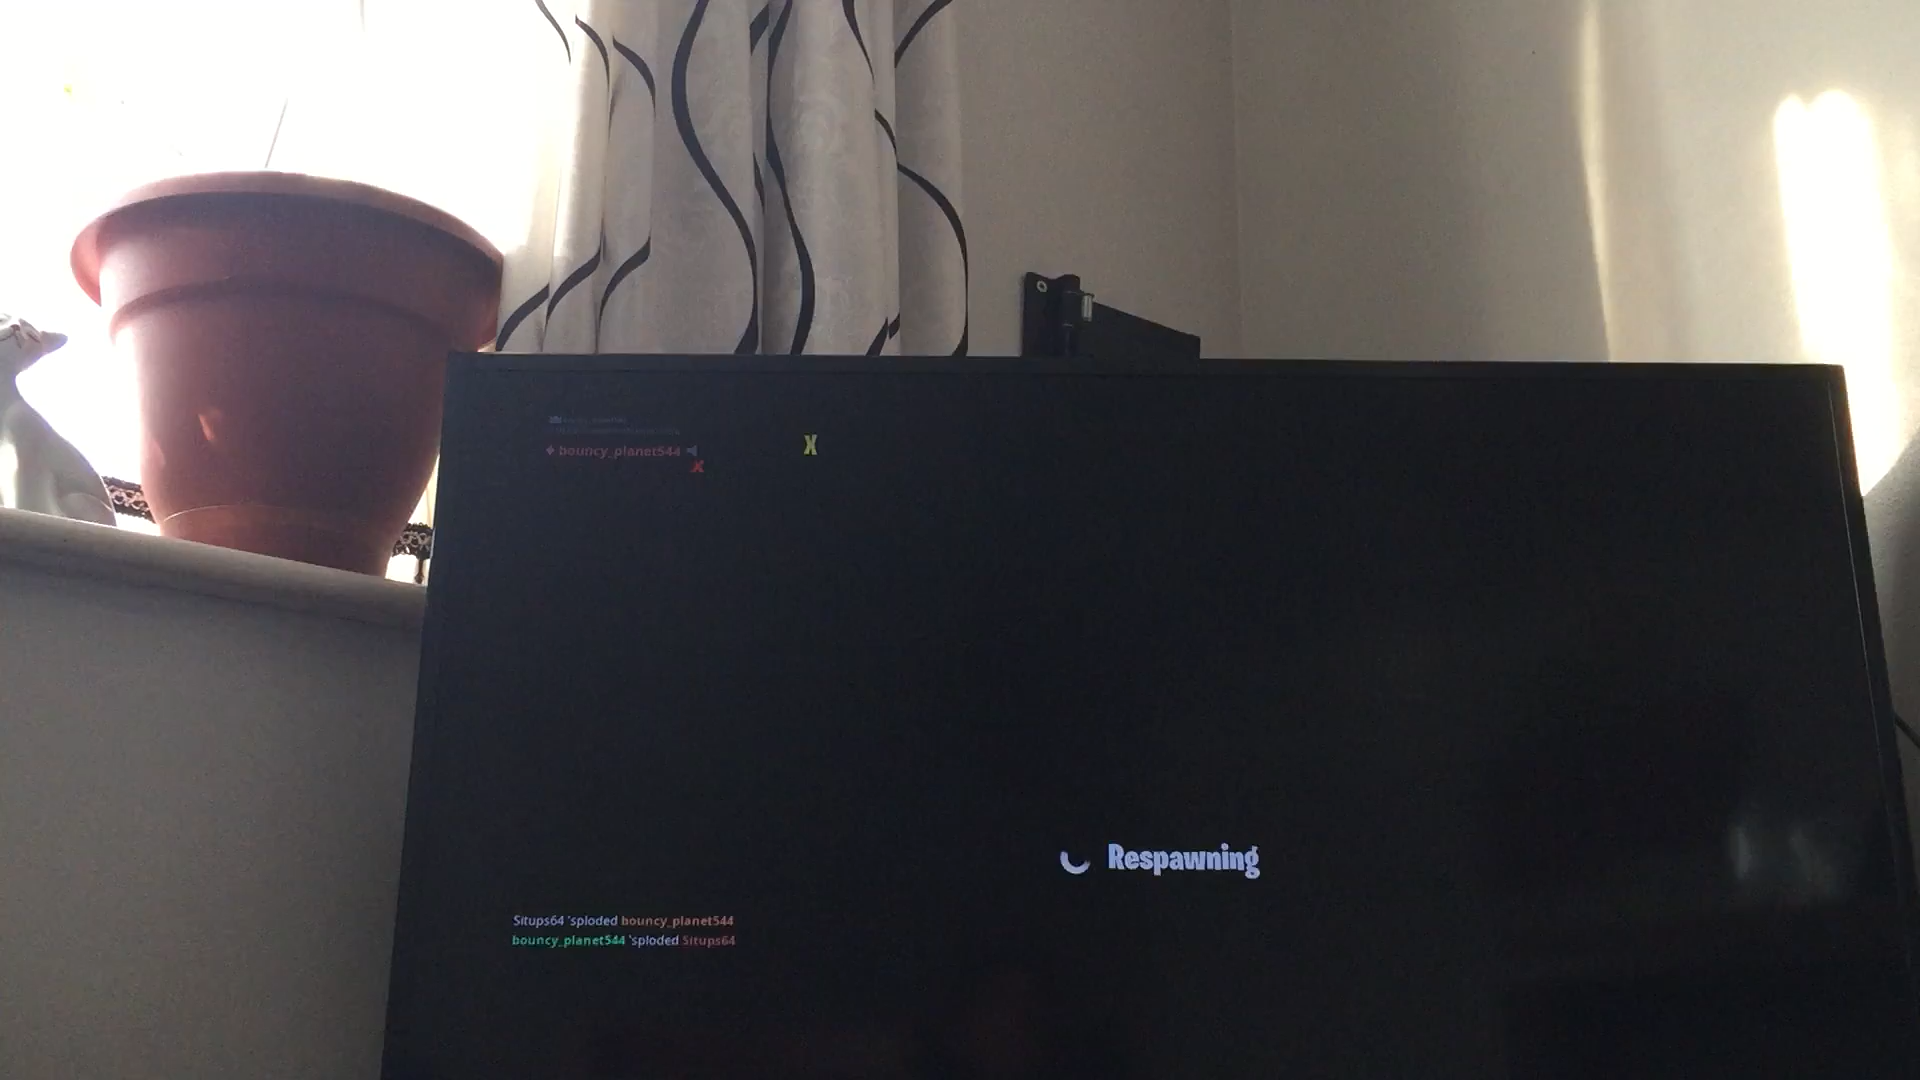 bouncy_planet544
X
X
Respawning
Situps64 'sploded bouncy_planet544
bouncy_planet544 'sploded Situps64